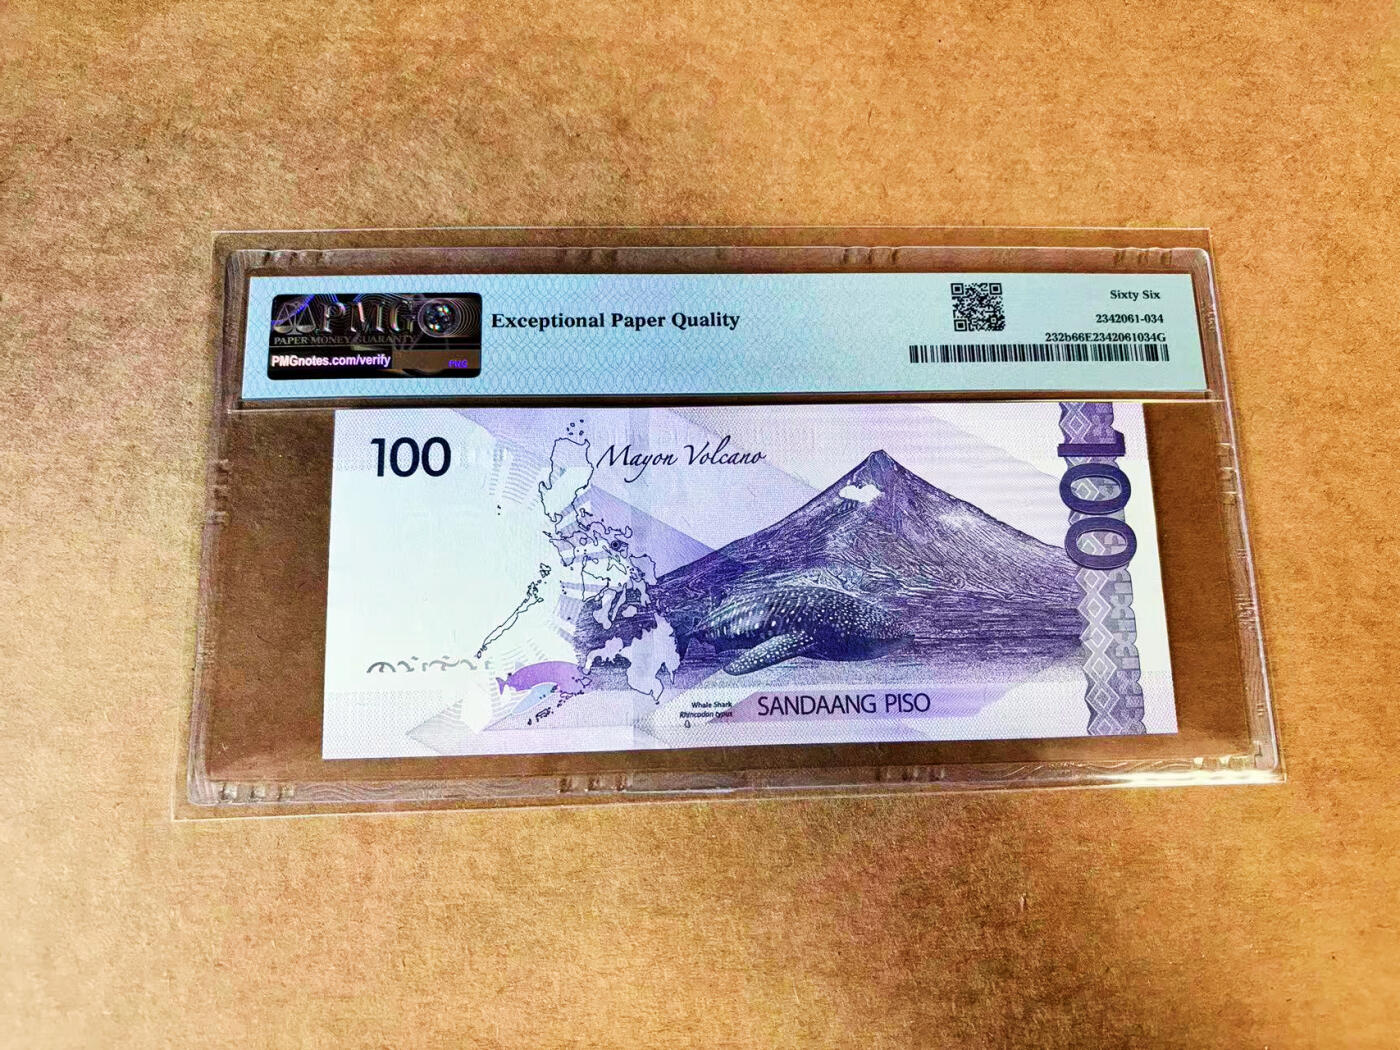 PMG
PAPER MONEY GUARANTY
PMGnotes.com/verify
PMG
Exceptional Paper Quality
Sixty Six
2342061-034
232b66E2342061034G
100
Mayon Volcano
100
Whale Shark
Rhincodon typus
SANDAANG PISO